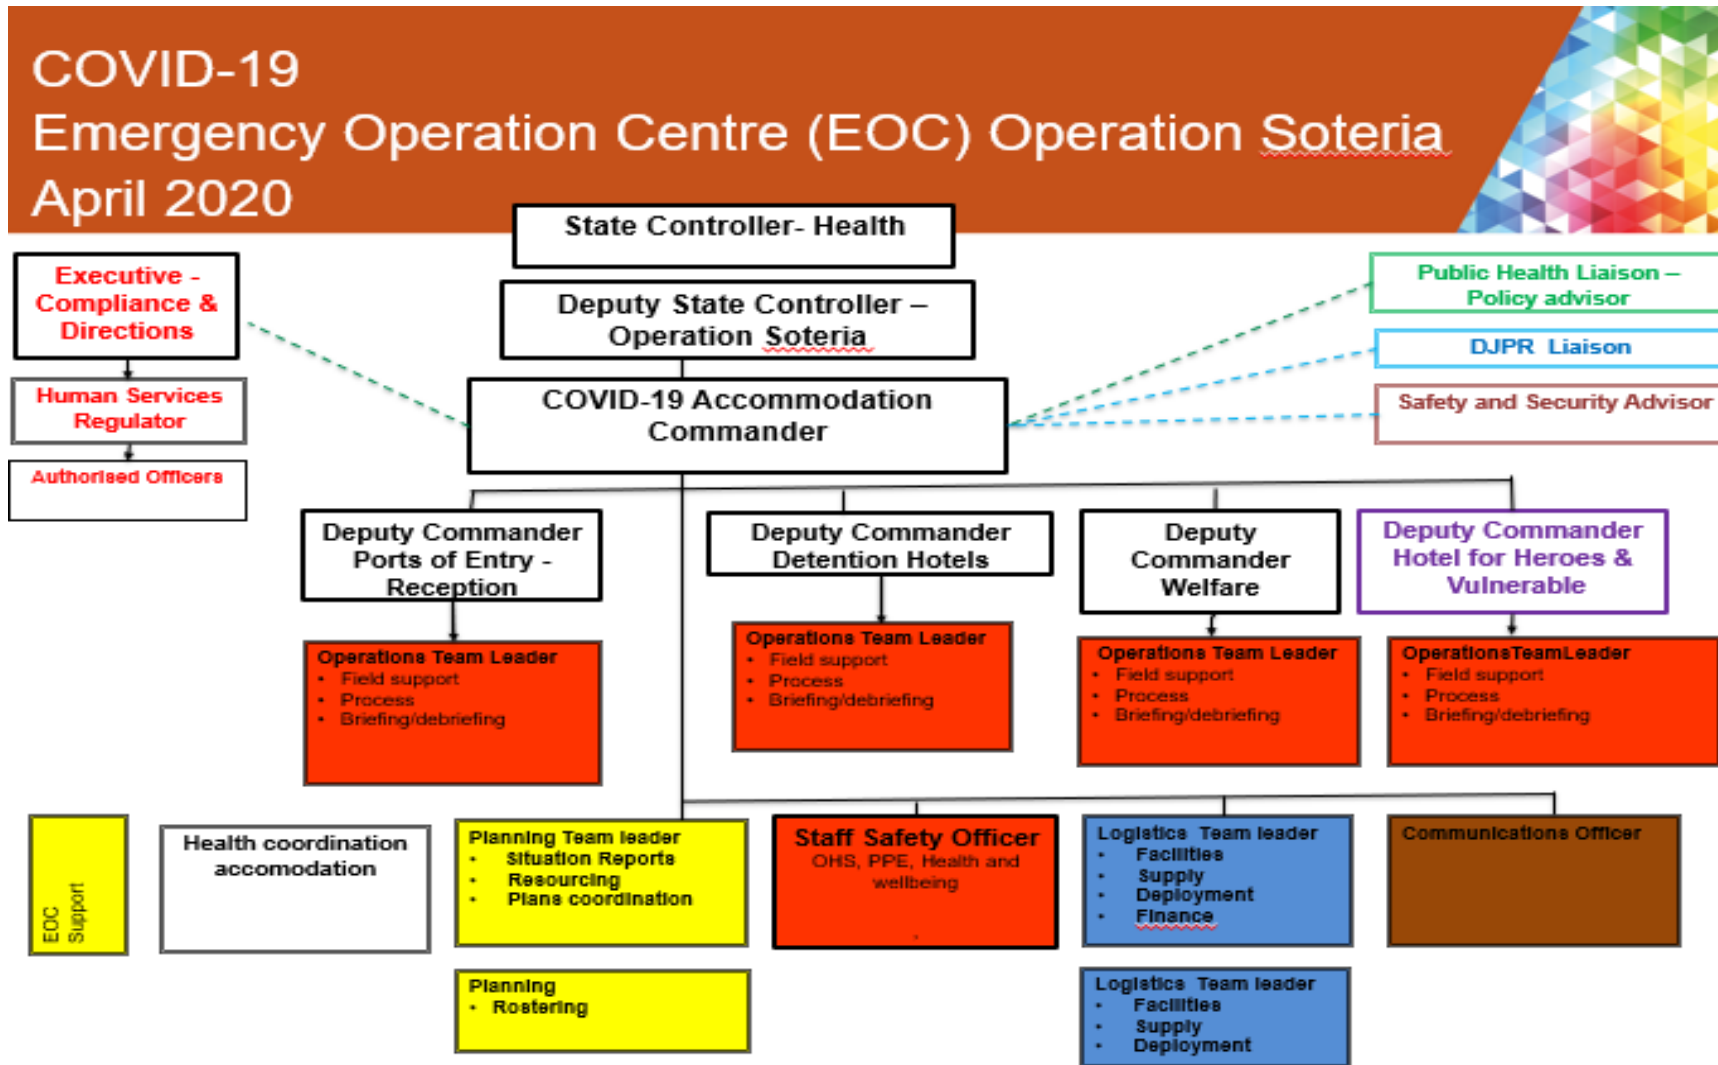 COVID-19
Emergency Operation Centre (EOC) Operation Soteria
April 2020
State Controller- Health
Deputy State Controller –
Operation Soteria
COVID-19 Accommodation
Commander
Executive -
Compliance &
Directions
Human Services
Regulator
Authorised Officers
Public Health Liaison –
Policy advisor
DJPR Liaison
Safety and Security Advisor
Deputy Commander
Ports of Entry -
Reception
Deputy Commander
Detention Hotels
Deputy
Commander
Welfare
Deputy Commander
Hotel for Heroes &
Vulnerable
Operations Team Leader
• Field support
• Process
• Briefing/debriefing
Operations Team Leader
• Field support
• Process
• Briefing/debriefing
Operations Team Leader
• Field support
• Process
• Briefing/debriefing
OperationsTeamLeader
• Field support
• Process
• Briefing/debriefing
EOC
Support
Health coordination
accomodation
Planning Team leader
• Situation Reports
• Resourcing
• Plans coordination
Staff Safety Officer
OHS, PPE, Health and
wellbeing
.
Logistics Team leader
• Facilities
• Supply
• Deployment
• Finance
Communications Officer
Planning
• Rostering
Logistics Team leader
• Facilities
• Supply
• Deployment